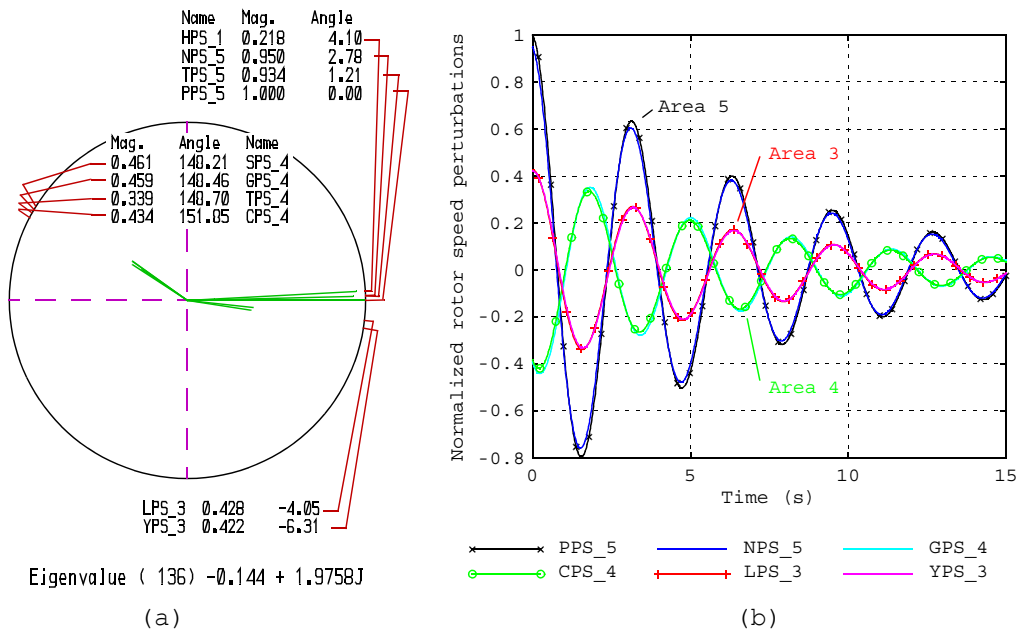 Name Mag. Angle
HPS_1 0.218 4.10
NPS_5 0.950 2.78
TPS_5 0.934 1.21
PPS_5 1.000 0.00
Mag. Angle Name
0.461 148.21 SPS_4
0.459 148.46 GPS_4
0.339 148.70 TPS_4
0.434 151.85 CPS_4
LPS_3 0.428 -4.05
YPS_3 0.422 -6.31
Eigenvalue ( 136) -0.144 + 1.9758J
(a)
Normalized rotor speed perturbations
1
0.8
0.6
0.4
0.2
0
-0.2
-0.4
-0.6
-0.8
Area 5
Area 3
Area 4
0 5 10 15
Time (s)
PPS_5 NPS_5 GPS_4
CPS_4 LPS_3 YPS_3
(b)